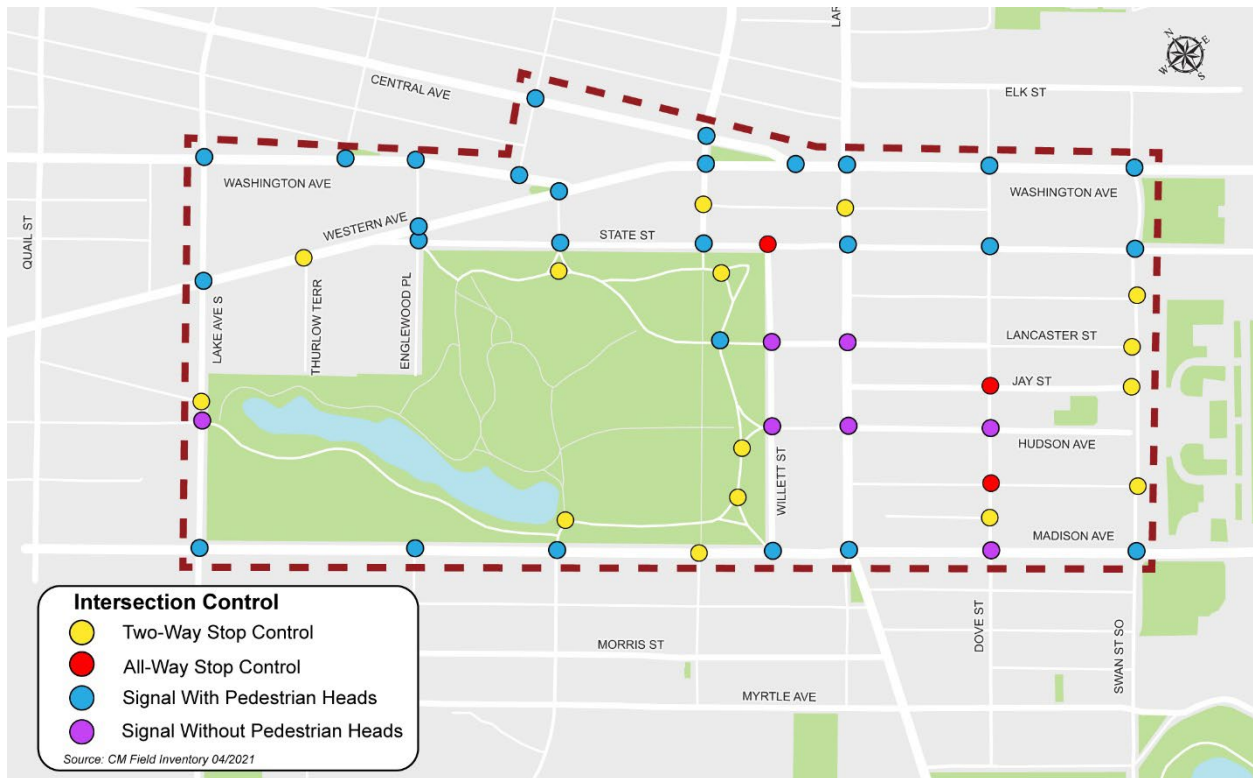 LAR
N
E
W
S
CENTRAL AVE
ELK ST
WASHINGTON AVE
WASHINGTON AVE
WESTERN AVE
STATE ST
QUAIL ST
LAKE AVE S
THURLOW TERR
ENGLEWOOD PL
LANCASTER ST
JAY ST
HUDSON AVE
WILLETT ST
MADISON AVE
MORRIS ST
DOVE ST
SWAN ST SO
MYRTLE AVE
Intersection Control
Two-Way Stop Control
All-Way Stop Control
Signal With Pedestrian Heads
Signal Without Pedestrian Heads
Source: CM Field Inventory 04/2021